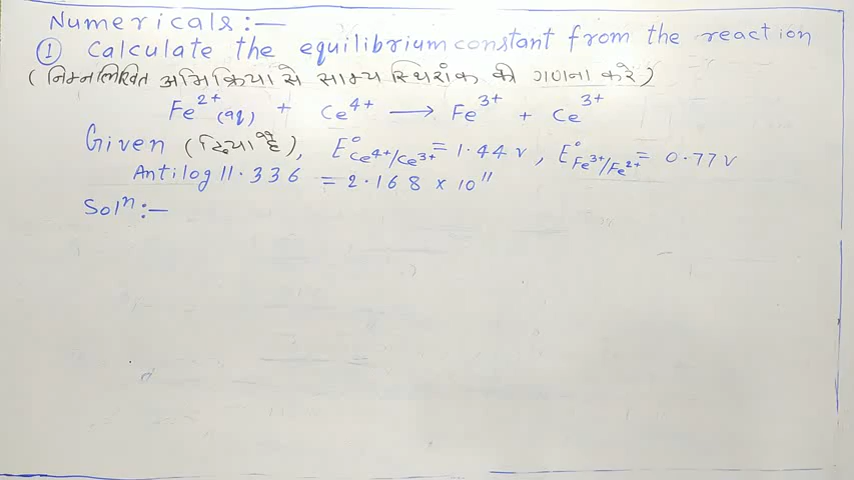 Numericals:—
① Calculate the equilibrium constant from the reaction
(निम्नलिखित अभिक्रिया से साम्य स्थिरांक की गणना करे)
Fe²⁺(aq) + Ce⁴⁺ ⟶ Fe³⁺ + Ce³⁺
Given (दिया है), E°Ce⁴⁺/Ce³⁺ = 1.44 v, E°Fe³⁺/Fe²⁺ = 0.77v
Antilog 11.336 = 2.168 × 10¹¹
Solⁿ:—